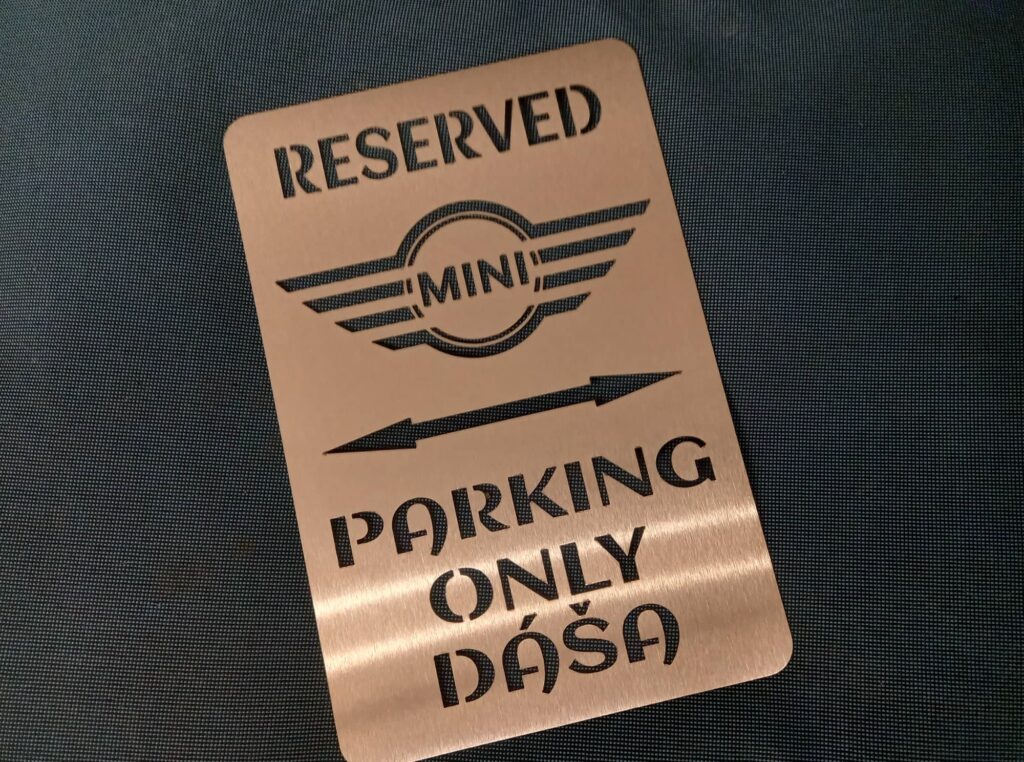 RESERVED
MINI
PARKING
ONLY
DÁŠA